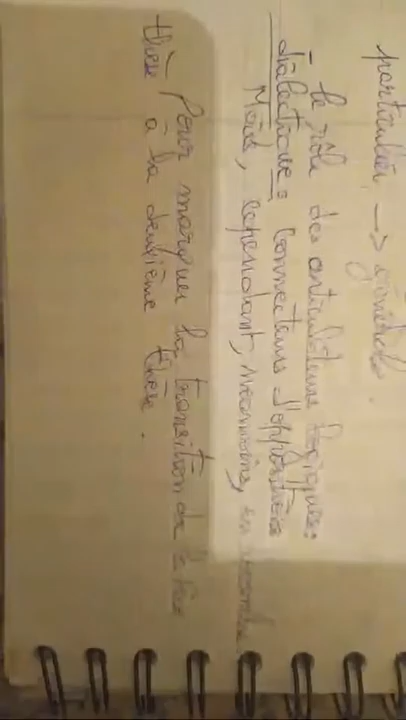 particulier → général.
le rôle des articulateurs logiques:
dialectique = connecteurs d'opposition
Mais, cependant, néanmoins, en
- Pour marquer la transition de la 1ère
thèse à la deuxième thèse.